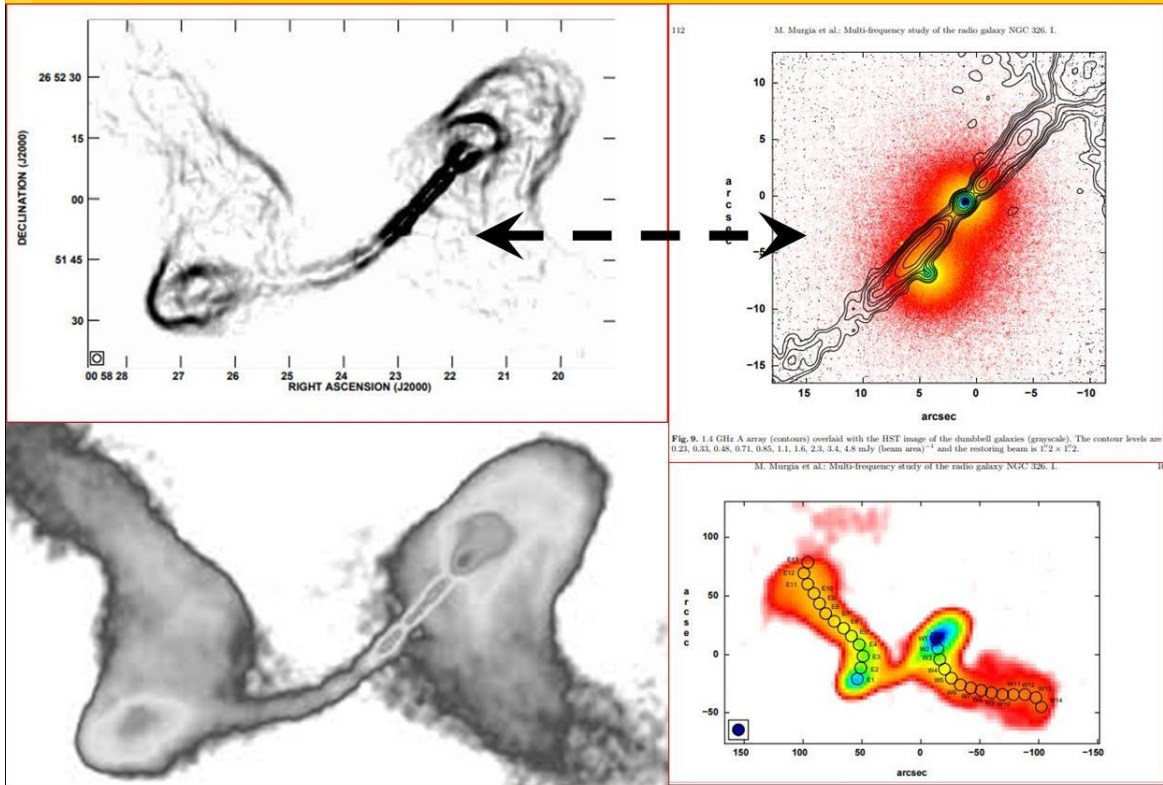 26 52 30
15
00
51 45
30
DECLINATION (J2000)
00 58 28
27
26
25
24
23
22
21
20
RIGHT ASCENSION (J2000)
112
M. Murgia et al.: Multi-frequency study of the radio galaxy NGC 326. I.
10
5
0
−5
−10
−15
arcsec
15
10
5
0
−5
−10
arcsec
Fig. 9. 1.4 GHz A array (contours) overlaid with the HST image of the dumbbell galaxies (grayscale). The contour levels are
0.23, 0.33, 0.48, 0.71, 0.85, 1.1, 1.6, 2.3, 3.4, 4.8 mJy (beam area)⁻¹ and the restoring beam is 1.″2 × 1.″2.
M. Murgia et al.: Multi-frequency study of the radio galaxy NGC 326. I.
100
50
0
−50
arcsec
E13
E12
E11
E10
E4
E3
E2
E1
W1
W2
W3
W4
W5
W6
W10
W11
W12
W13
W14
150
100
50
0
−50
−100
−150
arcsec